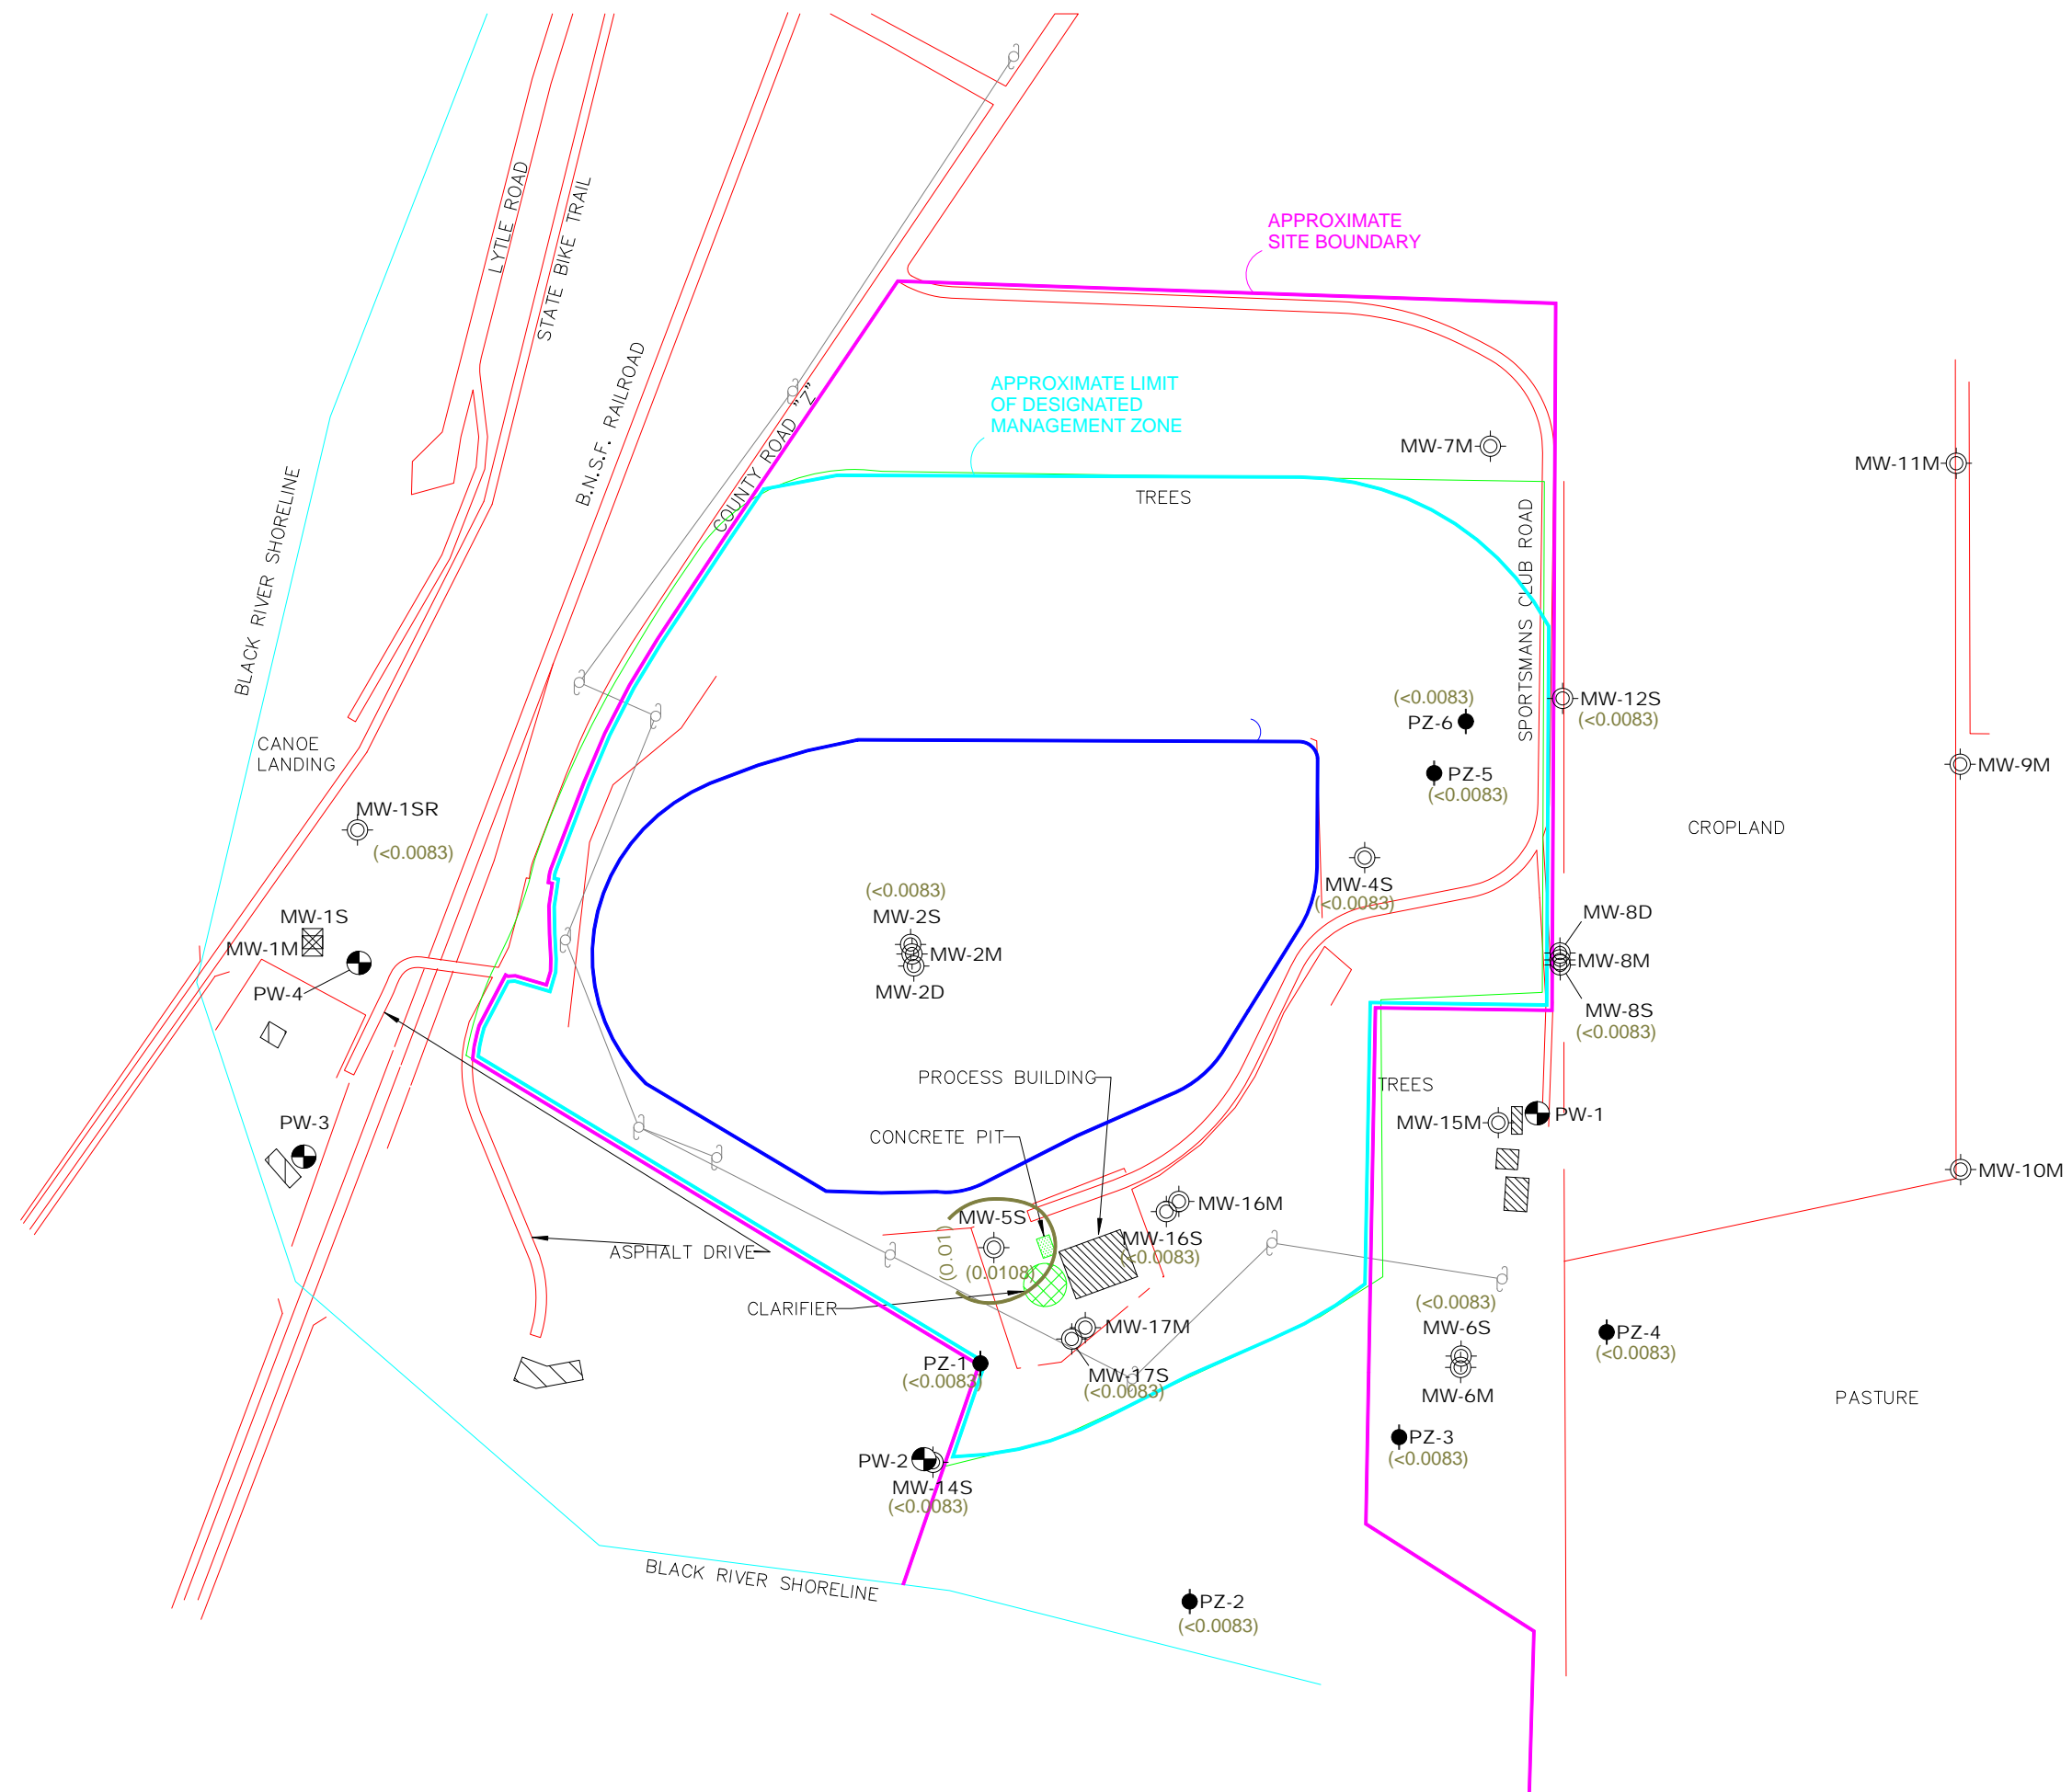 APPROXIMATE
SITE BOUNDARY
LYTLE ROAD
STATE BIKE TRAIL
B.N.S.F. RAILROAD
COUNTY ROAD "Z"
APPROXIMATE LIMIT
OF DESIGNATED
MANAGEMENT ZONE
MW-7M
MW-11M
TREES
BLACK RIVER SHORELINE
SPORTSMANS CLUB ROAD
(<0.0083)
PZ-6
MW-12S
(<0.0083)
PZ-5
(<0.0083)
MW-9M
CANOE
LANDING
MW-1SR
(<0.0083)
CROPLAND
MW-4S
(<0.0083)
(<0.0083)
MW-2S
MW-2M
MW-2D
MW-1S
MW-1M
PW-4
MW-8D
MW-8M
MW-8S
(<0.0083)
PROCESS BUILDING
TREES
PW-3
MW-15M
PW-1
CONCRETE PIT
MW-10M
MW-16M
MW-5S
MW-16S
(<0.0083)
(0.01)
(0.0108)
ASPHALT DRIVE
CLARIFIER
(<0.0083)
MW-6S
MW-6M
MW-17M
PZ-4
(<0.0083)
PZ-1
(<0.0083)
MW-17S
(<0.0083)
PASTURE
PZ-3
(<0.0083)
PW-2
MW-14S
(<0.0083)
BLACK RIVER SHORELINE
PZ-2
(<0.0083)